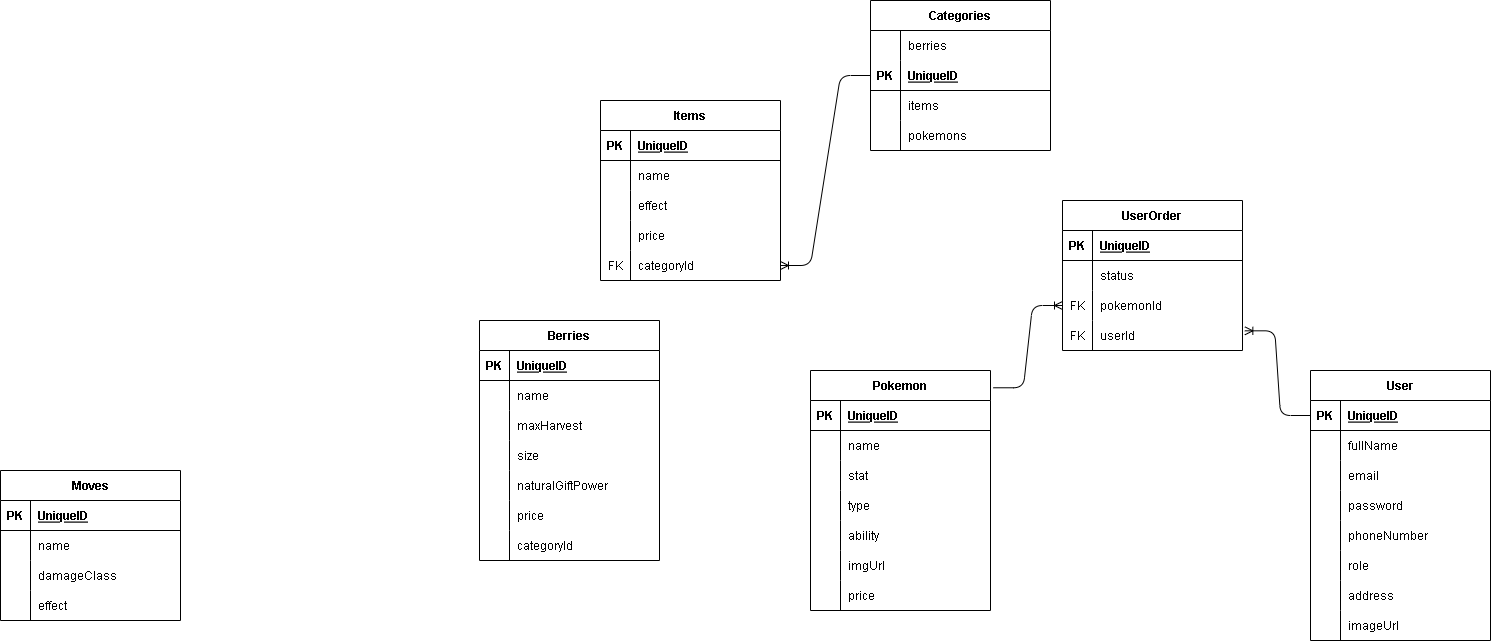 Categories
berries
PK UniqueID
items
pokemons
Items
PK UniqueID
name
effect
price
FK categoryId
UserOrder
PK UniqueID
status
FK pokemonId
FK userId
Berries
PK UniqueID
name
maxHarvest
size
naturalGiftPower
price
categoryId
Pokemon
PK UniqueID
name
stat
type
ability
imgUrl
price
User
PK UniqueID
fullName
email
password
phoneNumber
role
address
imageUrl
Moves
PK UniqueID
name
damageClass
effect